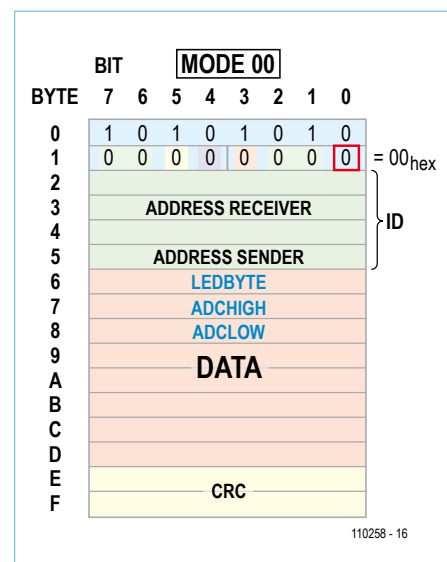 BIT MODE 00
BYTE 7 6 5 4 3 2 1 0
0 1 0 1 0 1 0 1 0
1 0 0 0 0 0 0 0 0 = 00hex
2
3 ADDRESS RECEIVER ID
4
5 ADDRESS SENDER
6 LEDBYTE
7 ADCHIGH
8 ADCLOW
9 DATA
A
B
C
D
E CRC
F
110258 - 16